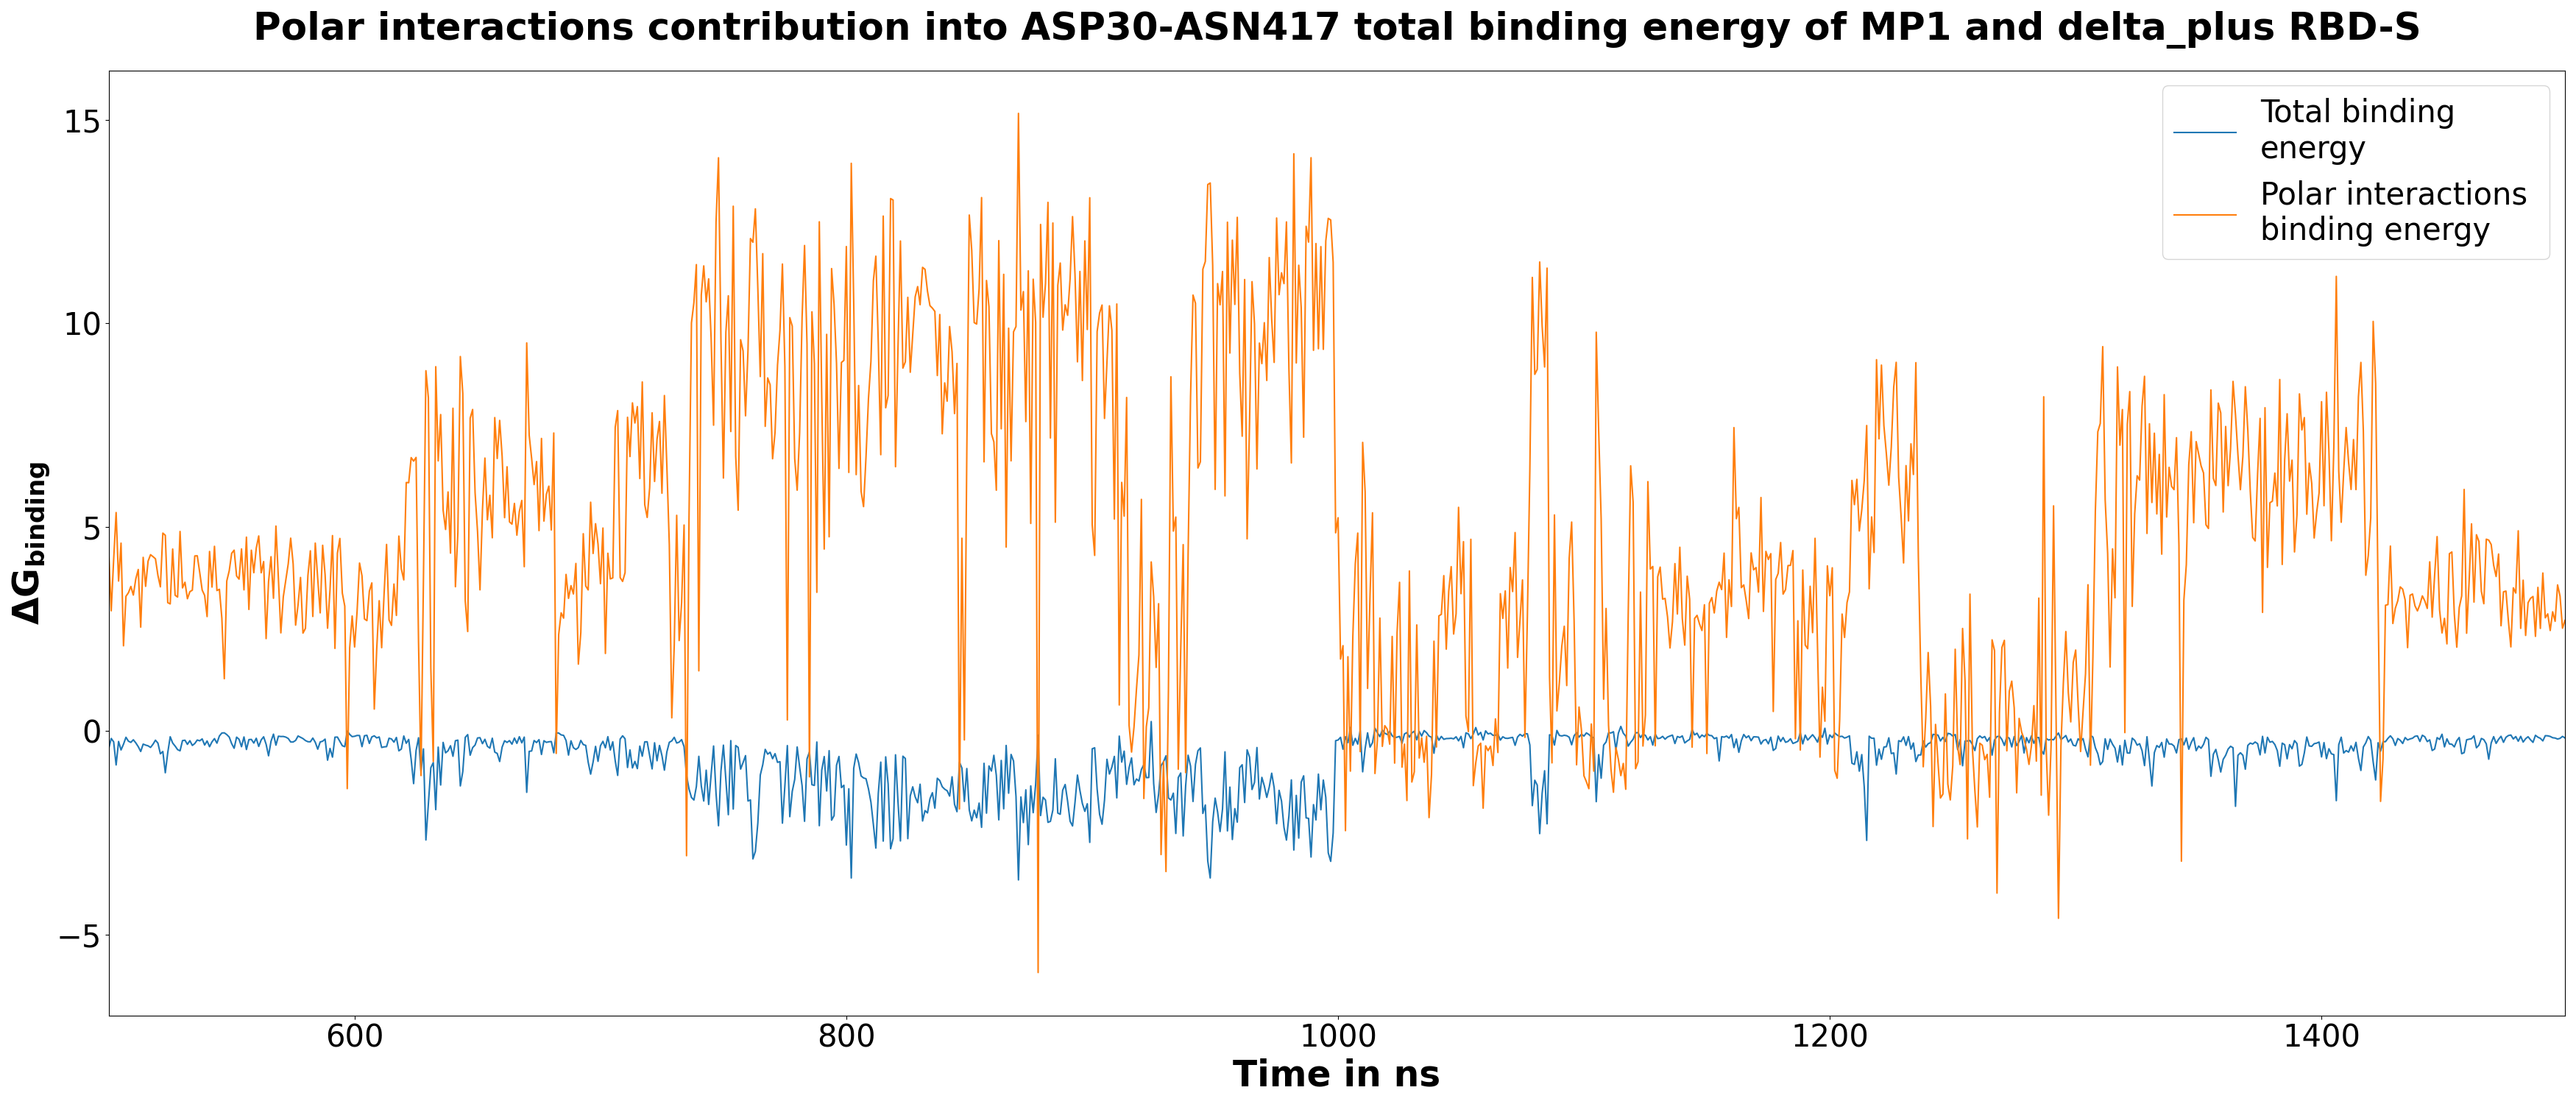 Polar interactions contribution into ASP30-ASN417 total binding energy of MP1 and delta_plus RBD-S
Total binding
energy
Polar interactions
binding energy
ΔGbinding
15
10
5
0
−5
600
800
1000
1200
1400
Time in ns